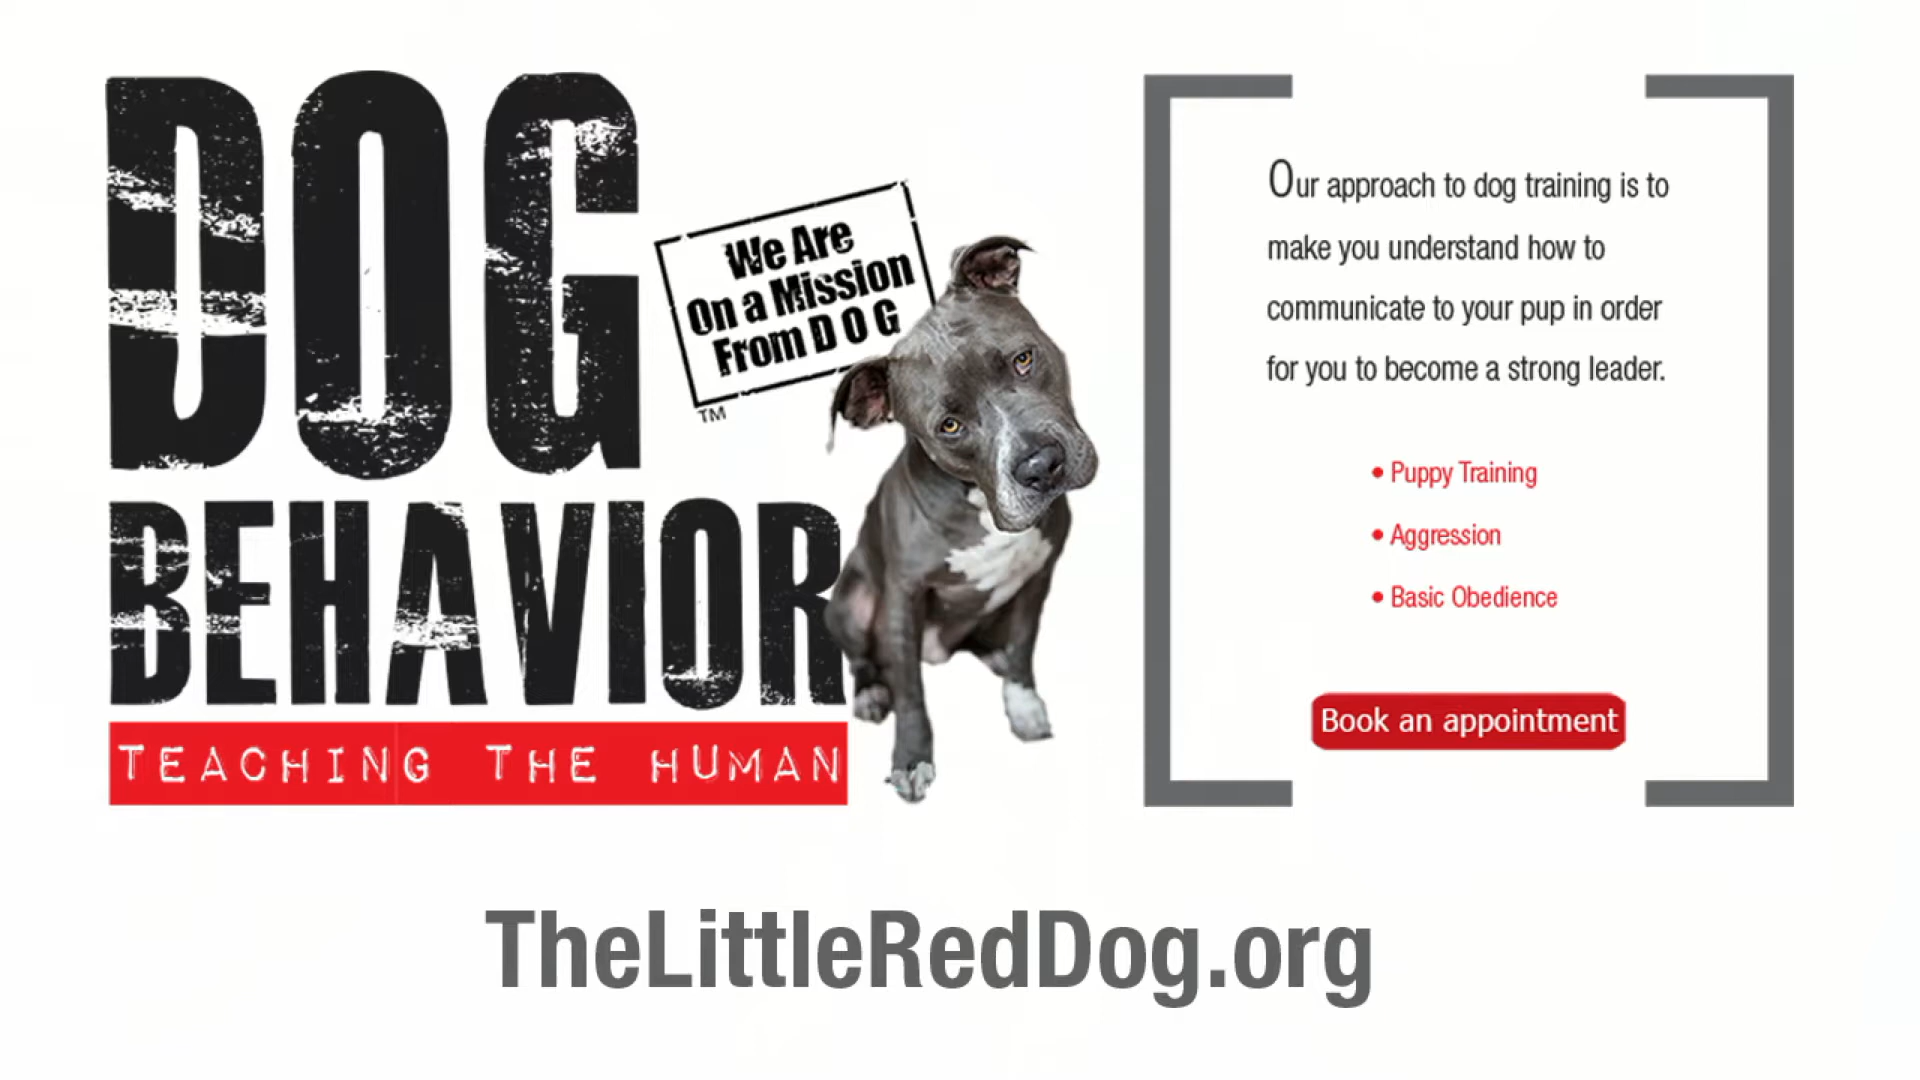 DOG
BEHAVIOR
TEACHING THE HUMAN
We Are
On a Mission
From D O G
TM
Our approach to dog training is to
make you understand how to
communicate to your pup in order
for you to become a strong leader.
• Puppy Training
• Aggression
• Basic Obedience
Book an appointment
TheLittleRedDog.org